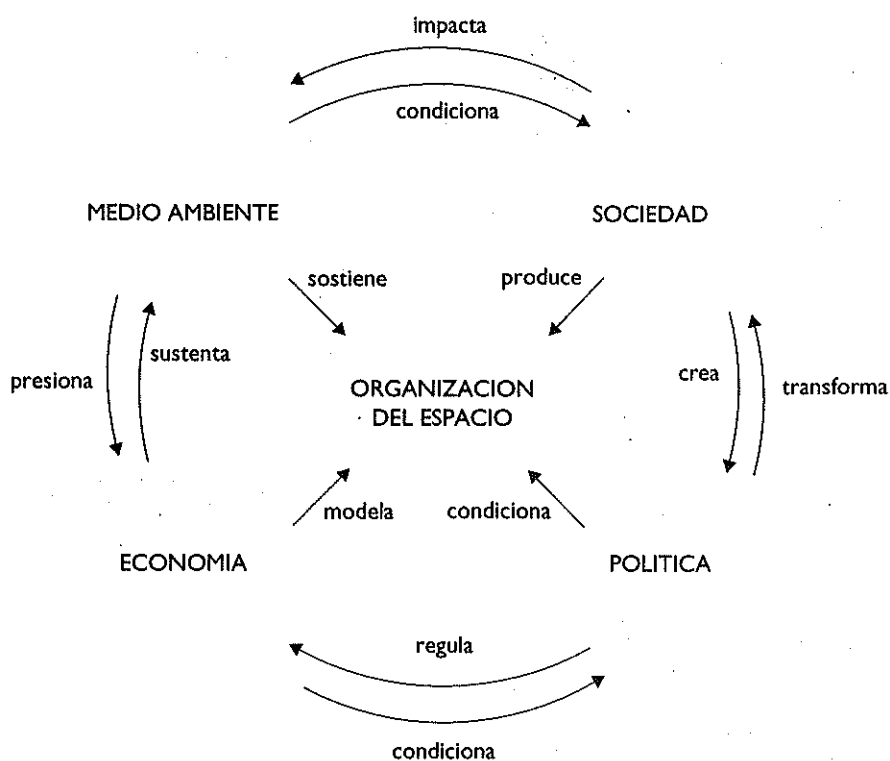 impacta
condiciona
MEDIO AMBIENTE
SOCIEDAD
sostiene
produce
presiona
sustenta
ORGANIZACION
DEL ESPACIO
crea
transforma
modela
condiciona
ECONOMIA
POLITICA
regula
condiciona